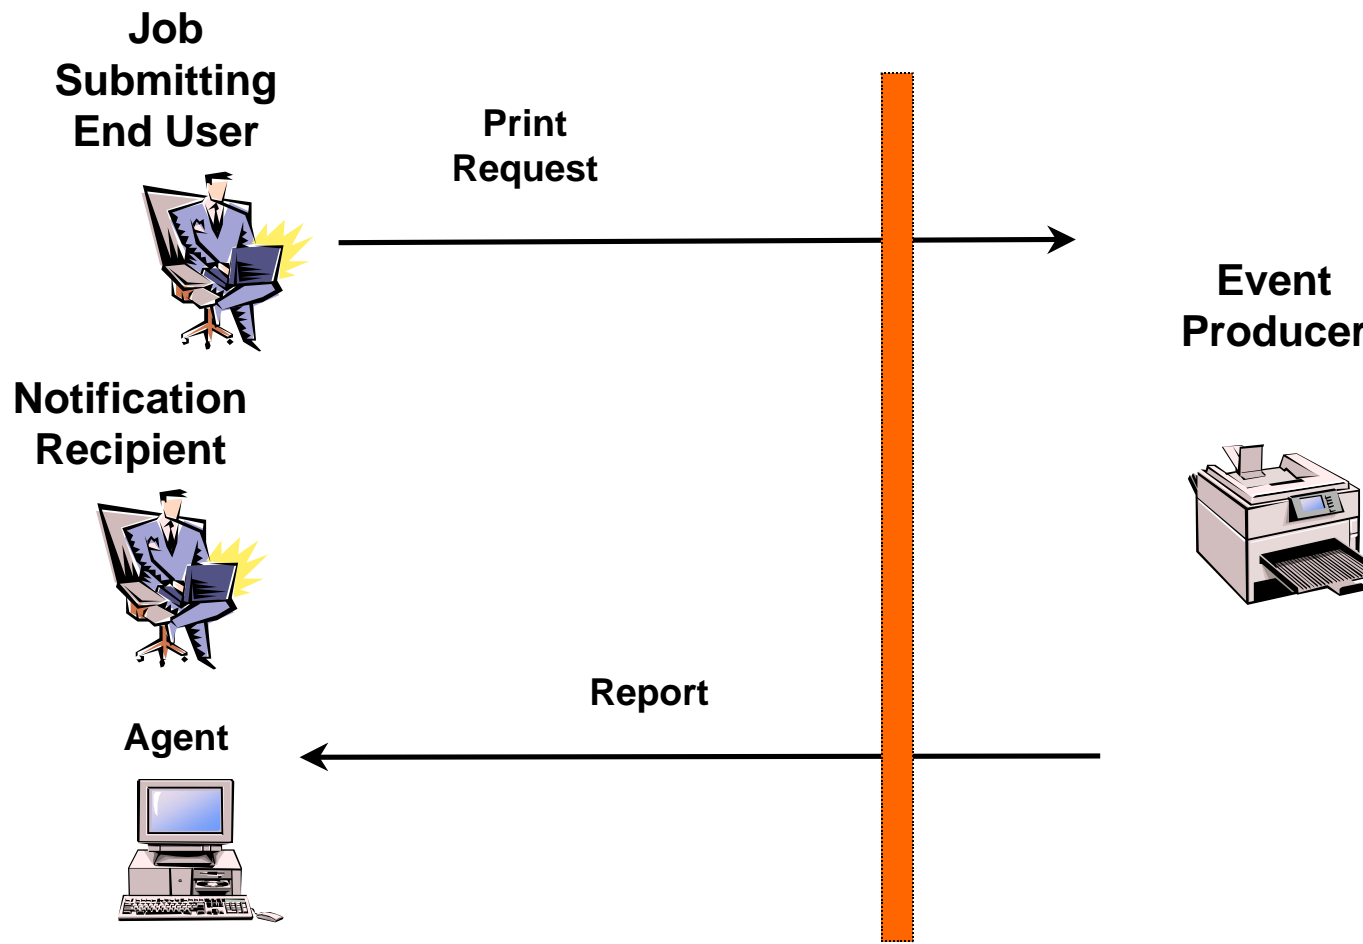 Job
Submitting
End User
Print
Request
Event
Producer
Notification
Recipient
Report
Agent